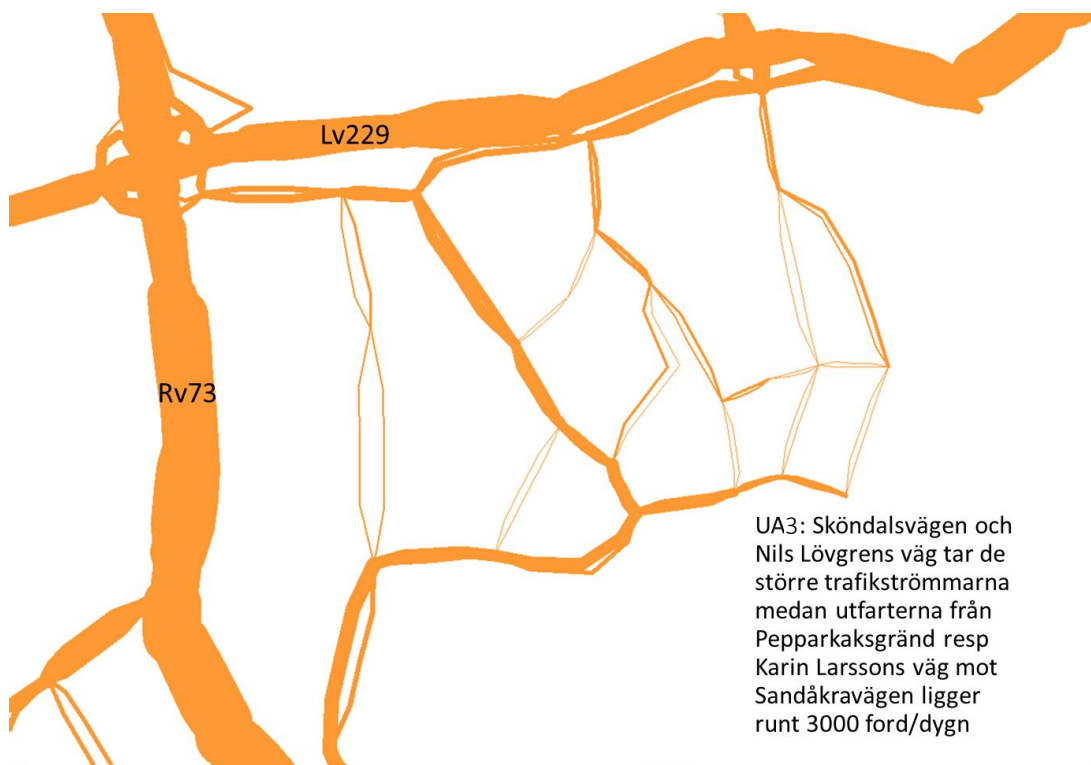 Lv229
Rv73
UA3: Sköndalsvägen och
Nils Lövgrens väg tar de
större trafikströmmarna
medan utfarterna från
Pepparkaksgränd resp
Karin Larssons väg mot
Sandåkravägen ligger
runt 3000 ford/dygn